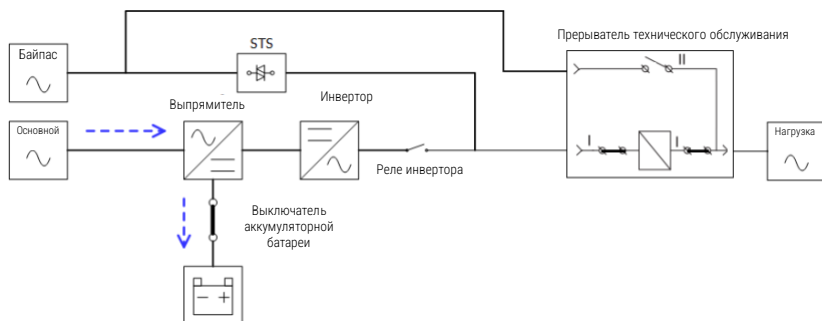 Байпас
STS
Прерыватель технического обслуживания
II
Выпрямитель
Инвертор
Основной
I
I
Нагрузка
Реле инвертора
Выключатель
аккумуляторной
батареи
− +